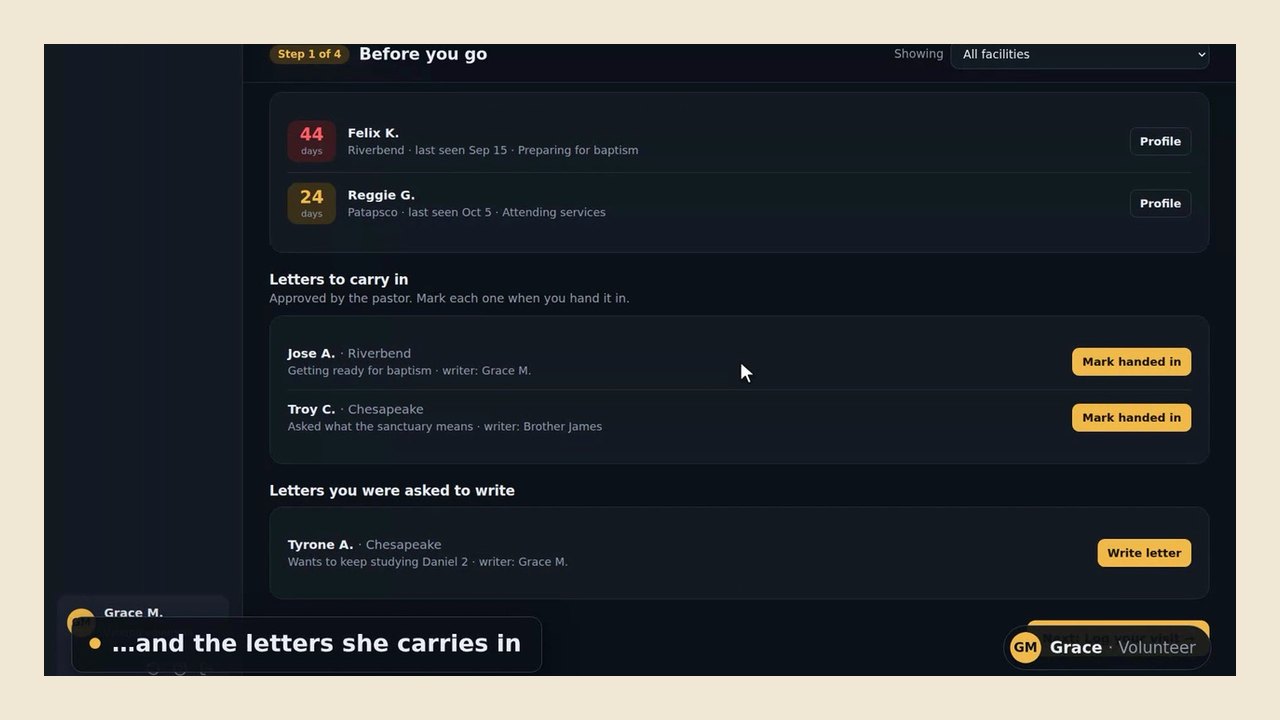 Step 1 of 4 Before you go Showing All facilities
44 days
Felix K.
Riverbend · last seen Sep 15 · Preparing for baptism
Profile
24 days
Reggie G.
Patapsco · last seen Oct 5 · Attending services
Profile
Letters to carry in
Approved by the pastor. Mark each one when you hand it in.
Jose A. · Riverbend
Getting ready for baptism · writer: Grace M.
Mark handed in
Troy C. · Chesapeake
Asked what the sanctuary means · writer: Brother James
Mark handed in
Letters you were asked to write
Tyrone A. · Chesapeake
Wants to keep studying Daniel 2 · writer: Grace M.
Write letter
Grace M.
…and the letters she carries in
GM Grace · Volunteer